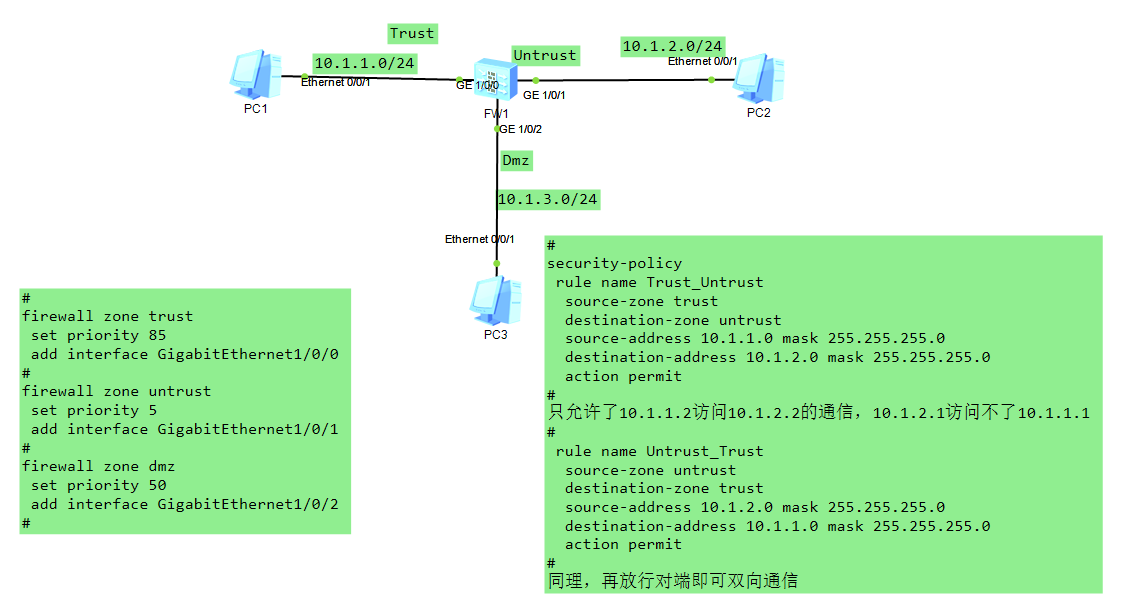 Trust
10.1.1.0/24
Untrust
10.1.2.0/24
Ethernet 0/0/1
Ethernet 0/0/1
GE 1/0/0
GE 1/0/1
PC1
FW1
PC2
GE 1/0/2
Dmz
10.1.3.0/24
Ethernet 0/0/1
PC3
#
firewall zone trust
set priority 85
add interface GigabitEthernet1/0/0
#
firewall zone untrust
set priority 5
add interface GigabitEthernet1/0/1
#
firewall zone dmz
set priority 50
add interface GigabitEthernet1/0/2
#
#
security-policy
rule name Trust_Untrust
source-zone trust
destination-zone untrust
source-address 10.1.1.0 mask 255.255.255.0
destination-address 10.1.2.0 mask 255.255.255.0
action permit
#
只允许了10.1.1.2访问10.1.2.2的通信，10.1.2.1访问不了10.1.1.1
#
rule name Untrust_Trust
source-zone untrust
destination-zone trust
source-address 10.1.2.0 mask 255.255.255.0
destination-address 10.1.1.0 mask 255.255.255.0
action permit
#
同理，再放行对端即可双向通信